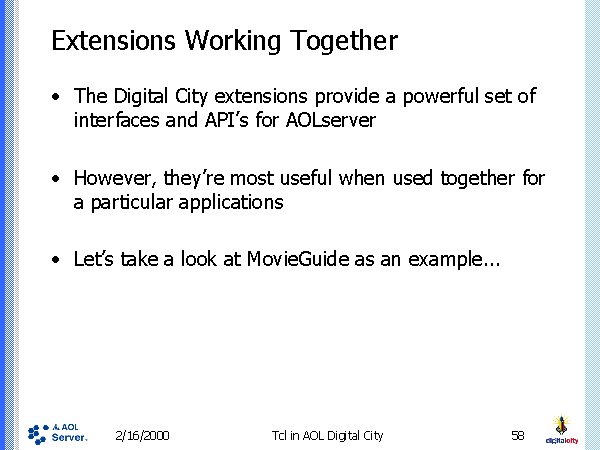 Extensions Working Together
• The Digital City extensions provide a powerful set of
interfaces and API's for AOLserver
• However, they're most useful when used together for
a particular applications
• Let's take a look at MovieGuide as an example...
AOL
Server.
2/16/2000
Tcl in AOL Digital City
58
digitalcity